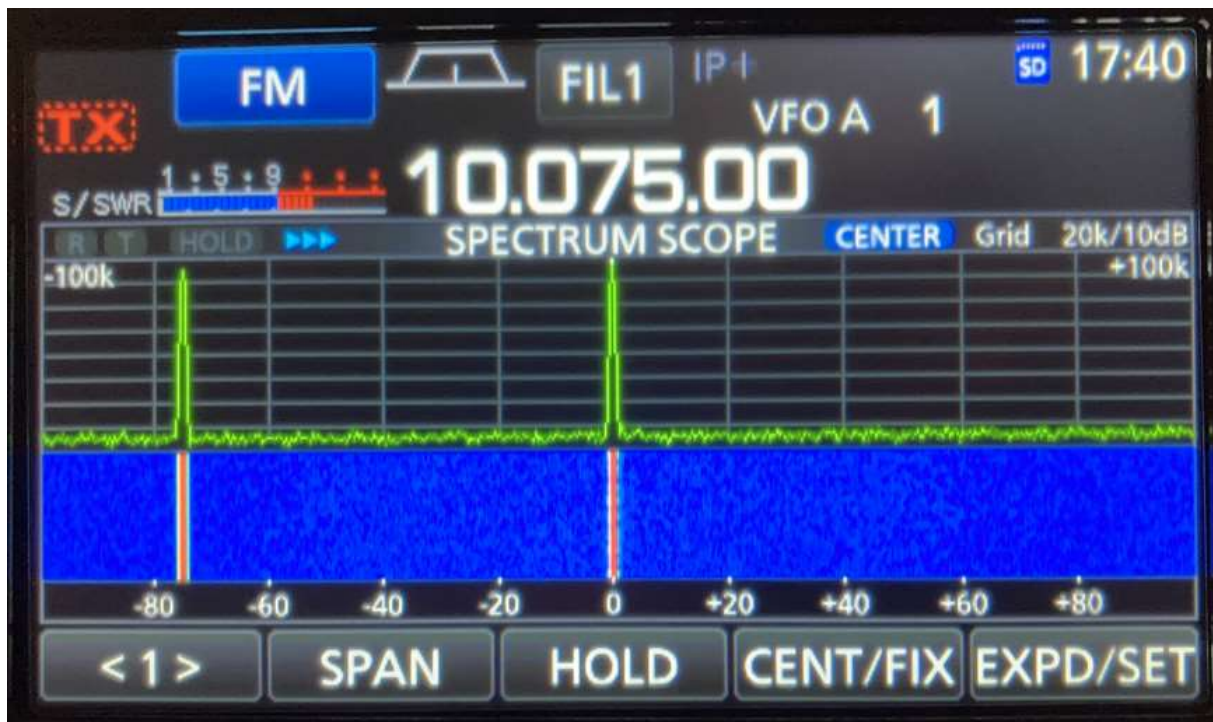 FM FIL1 IP+ SD 17:40
TX VFO A 1
1 5 9
S/SWR 10.075.00
R T HOLD SPECTRUM SCOPE CENTER Grid 20k/10dB
-100k +100k
-80 -60 -40 -20 0 +20 +40 +60 +80
< 1 > SPAN HOLD CENT/FIX EXPD/SET